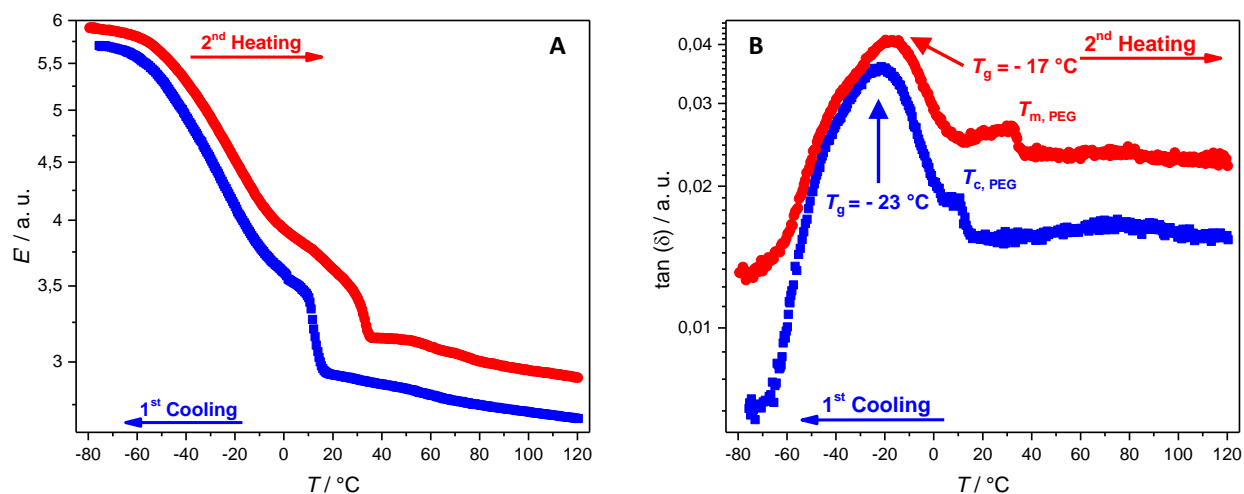 A
2nd Heating
6
5,5
5
4,5
4
3,5
3
E / a. u.
1st Cooling
-80 -60 -40 -20 0 20 40 60 80 100 120
T / °C
B
2nd Heating
Tg = - 17 °C
Tm, PEG
Tc, PEG
Tg = - 23 °C
0,04
0,03
0,02
0,01
tan (δ) / a. u.
1st Cooling
-80 -60 -40 -20 0 20 40 60 80 100 120
T / °C